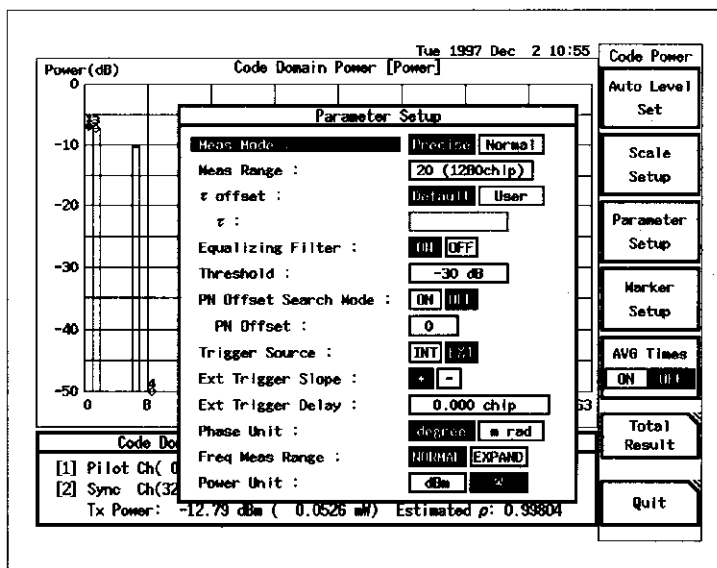 Tue 1997 Dec 2 10:55
Power(dB)
Code Domain Power [Power]
0
-10
-20
-30
-40
-50
0
8
63
4
Parameter Setup
Meas Mode : Precise Normal
Meas Range : 20 (1280chip)
τ offset : Default User
τ :
Equalizing Filter : ON OFF
Threshold : -30 dB
PN Offset Search Mode : ON OFF
PN Offset : 0
Trigger Source : INT EXT
Ext Trigger Slope : + -
Ext Trigger Delay : 0.000 chip
Phase Unit : degree m rad
Freq Meas Range : NORMAL EXPAND
Power Unit : dBm W
Code Do
[1] Pilot Ch( 0
[2] Sync Ch(32
Tx Power: -12.79 dBm ( 0.0526 mW) Estimated ρ: 0.99804
Code Power
Auto Level
Set
Scale
Setup
Parameter
Setup
Marker
Setup
AVG Times
ON OFF
Total
Result
Quit